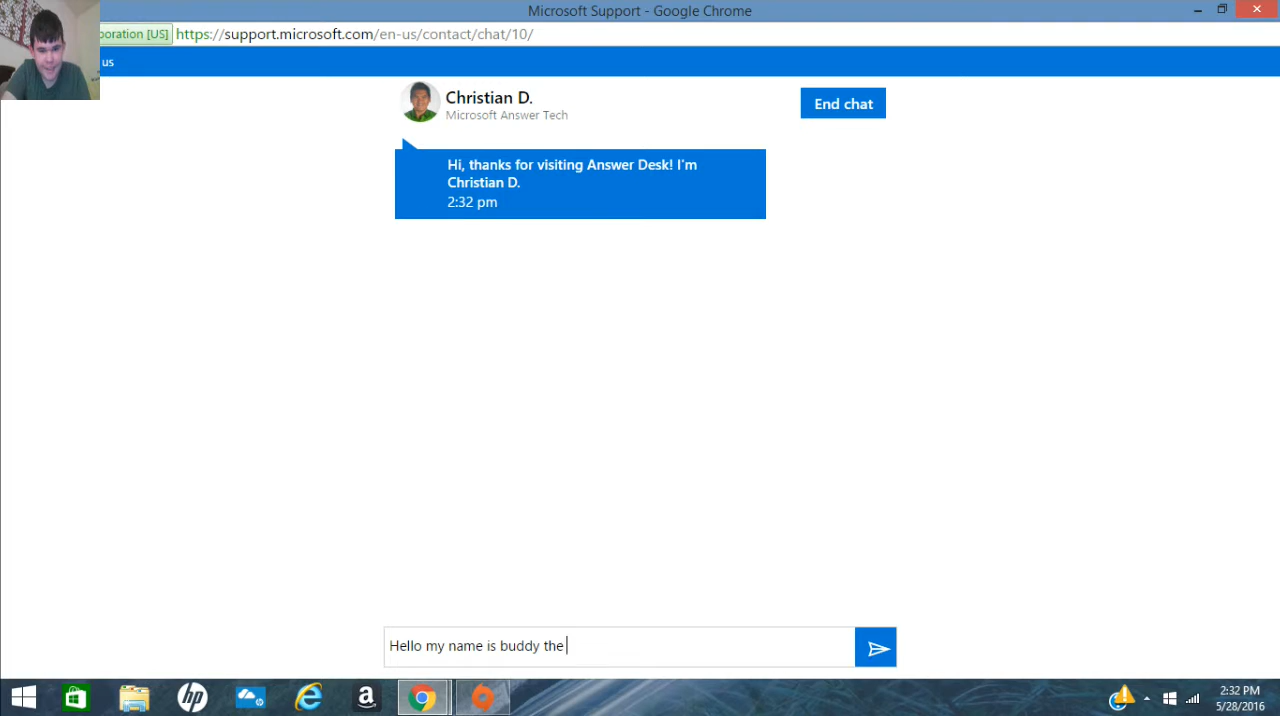 Microsoft Support - Google Chrome
oration [US] https://support.microsoft.com/en-us/contact/chat/10/
us
Christian D.
Microsoft Answer Tech
End chat
Hi, thanks for visiting Answer Desk! I'm
Christian D.
2:32 pm
Hello my name is buddy the
2:32 PM
5/28/2016